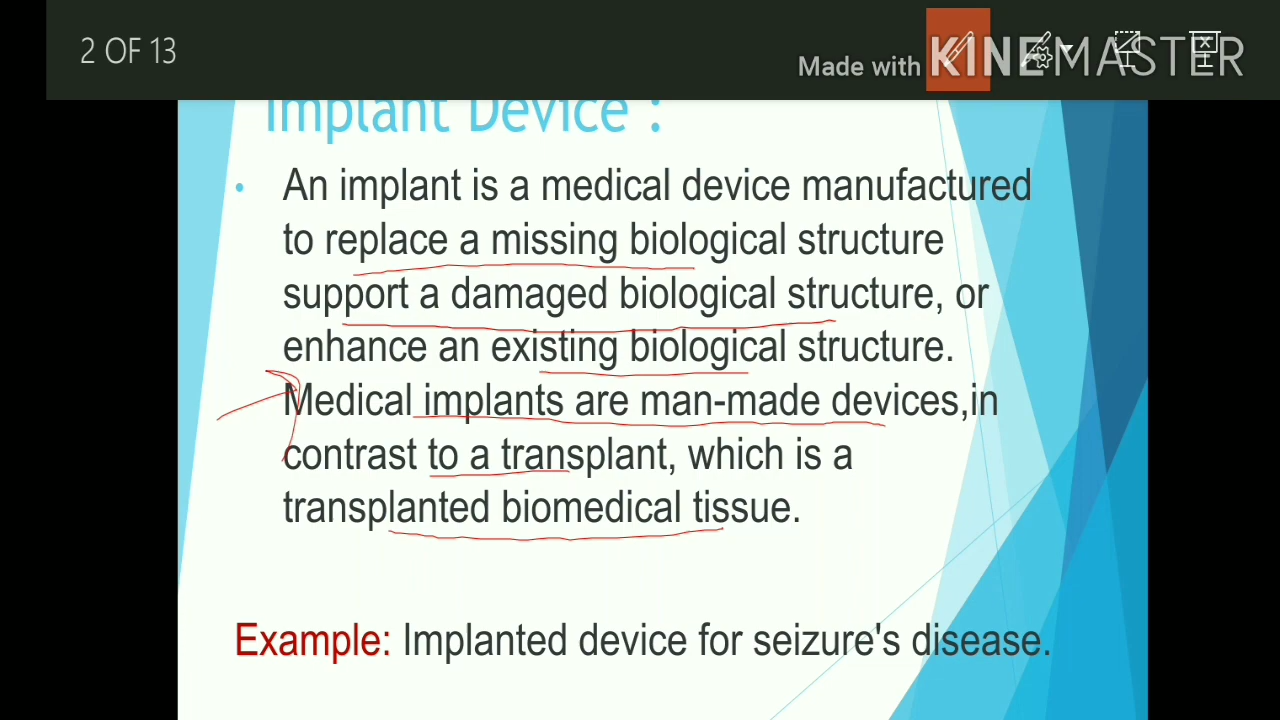 2 OF 13
Made with KINEMASTER
Implant Device :
• An implant is a medical device manufactured
to replace a missing biological structure
support a damaged biological structure, or
enhance an existing biological structure.
Medical implants are man-made devices,in
contrast to a transplant, which is a
transplanted biomedical tissue.
Example: Implanted device for seizure's disease.